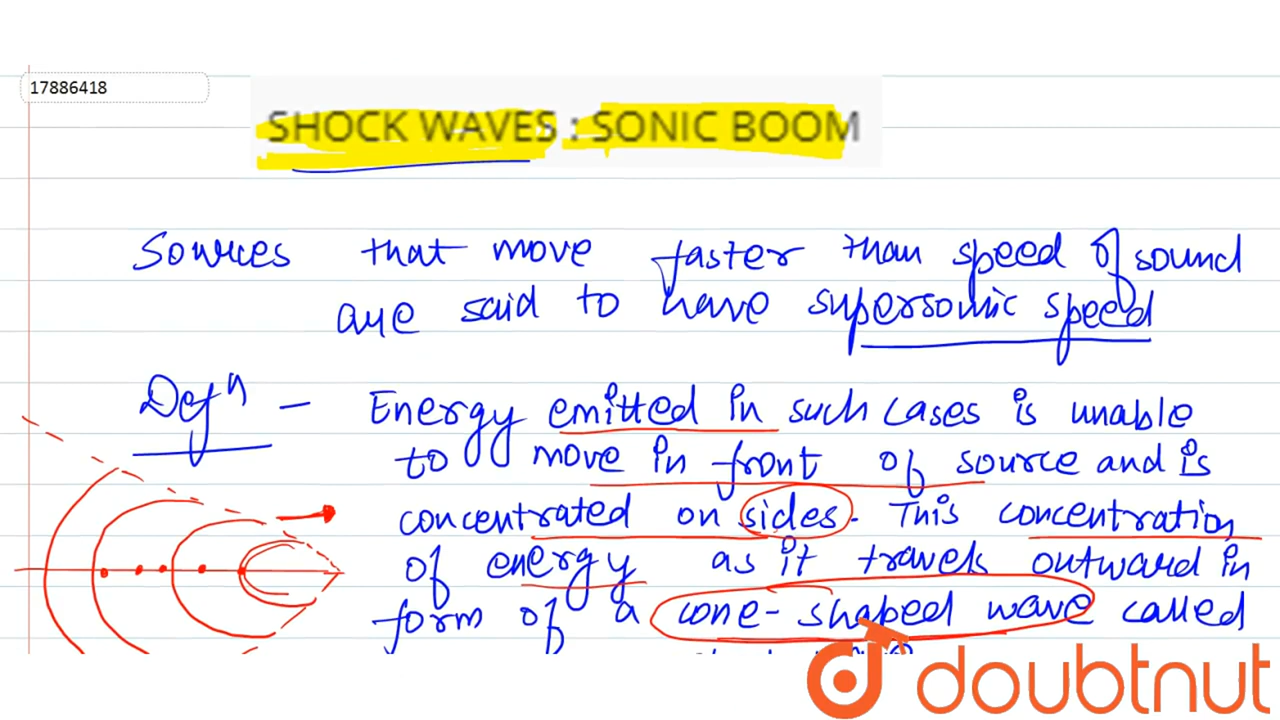 17886418
SHOCK WAVES : SONIC BOOM
Sources that move faster than speed of sound
are said to have supersonic speed
Defn - Energy emitted in such cases is unable
to move in front of source and is
concentrated on sides. This concentration
of energy as it travels outward in
form of a cone-shaped wave called
doubtnut